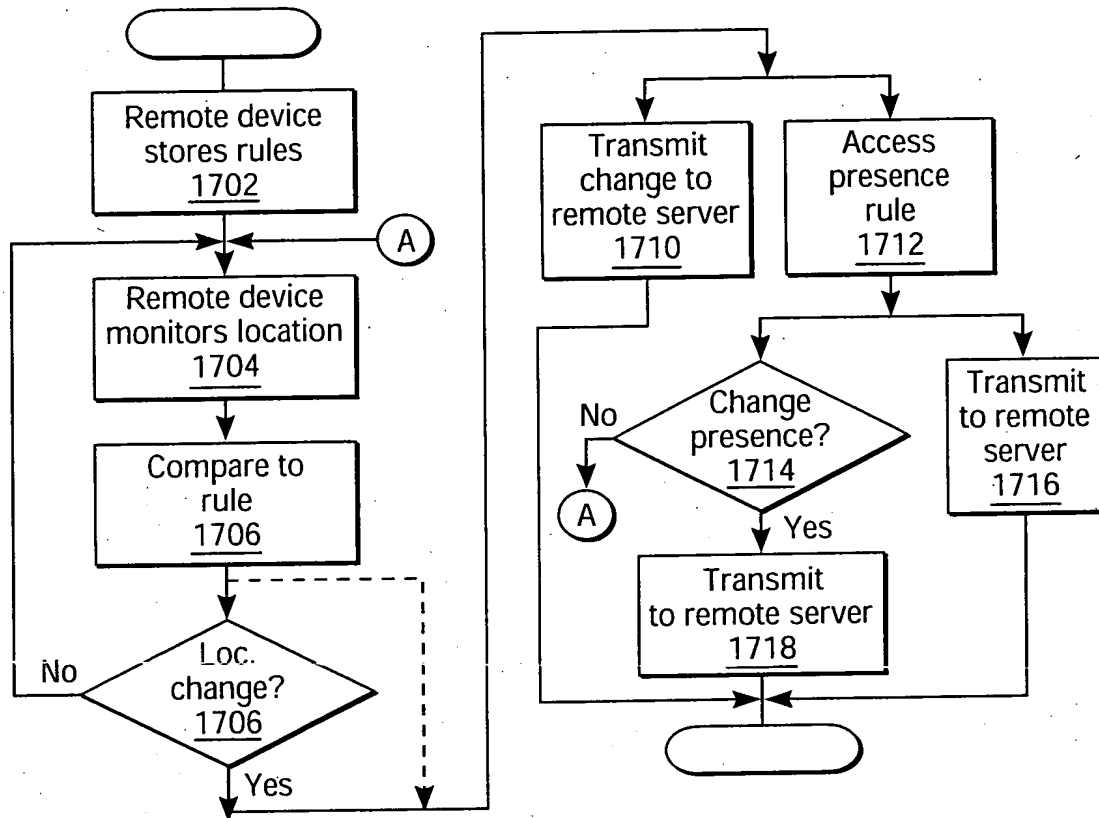 Remote device
stores rules
1702
A
Remote device
monitors location
1704
Compare to
rule
1706
Loc.
change?
1706
No
Yes
Transmit
change to
remote server
1710
Access
presence
rule
1712
Change
presence?
1714
No
A
Yes
Transmit
to remote
server
1716
Transmit
to remote server
1718